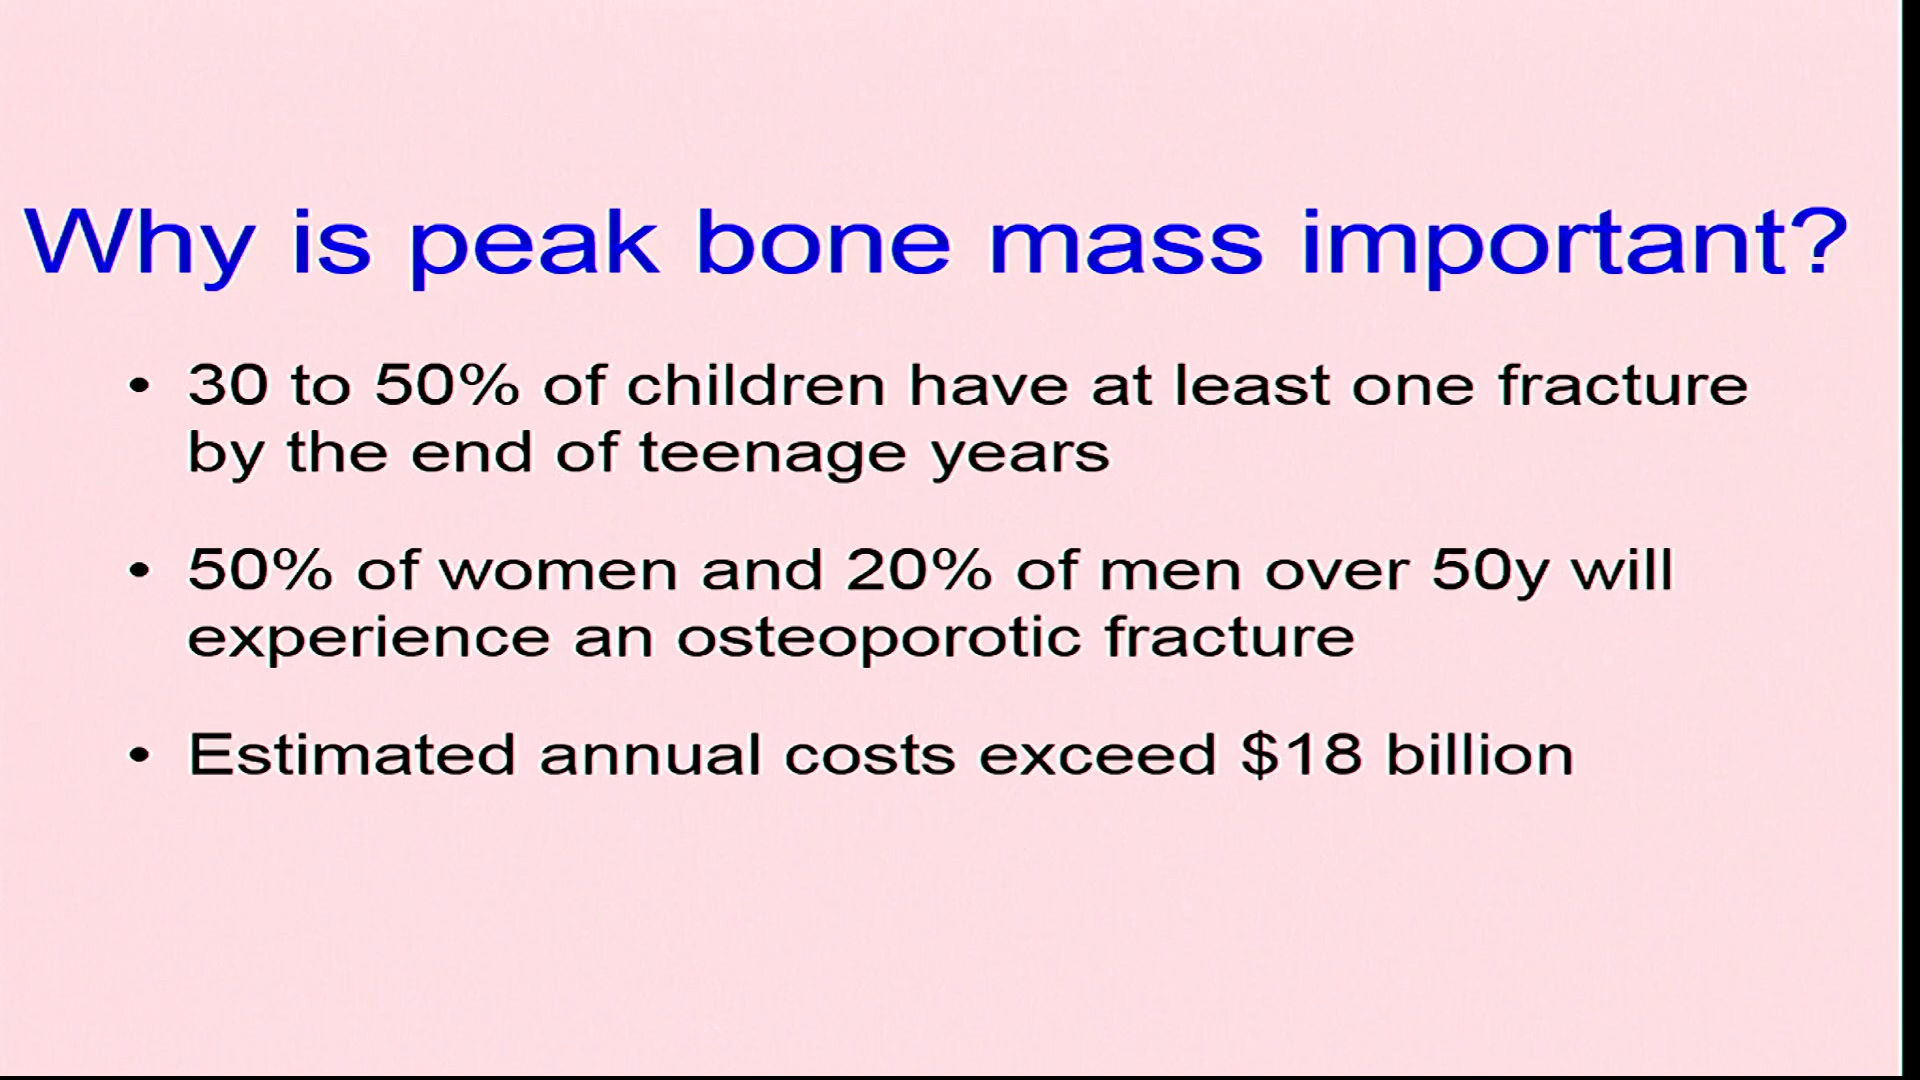 Why is peak bone mass important?
• 30 to 50% of children have at least one fracture
by the end of teenage years
• 50% of women and 20% of men over 50y will
experience an osteoporotic fracture
• Estimated annual costs exceed $18 billion